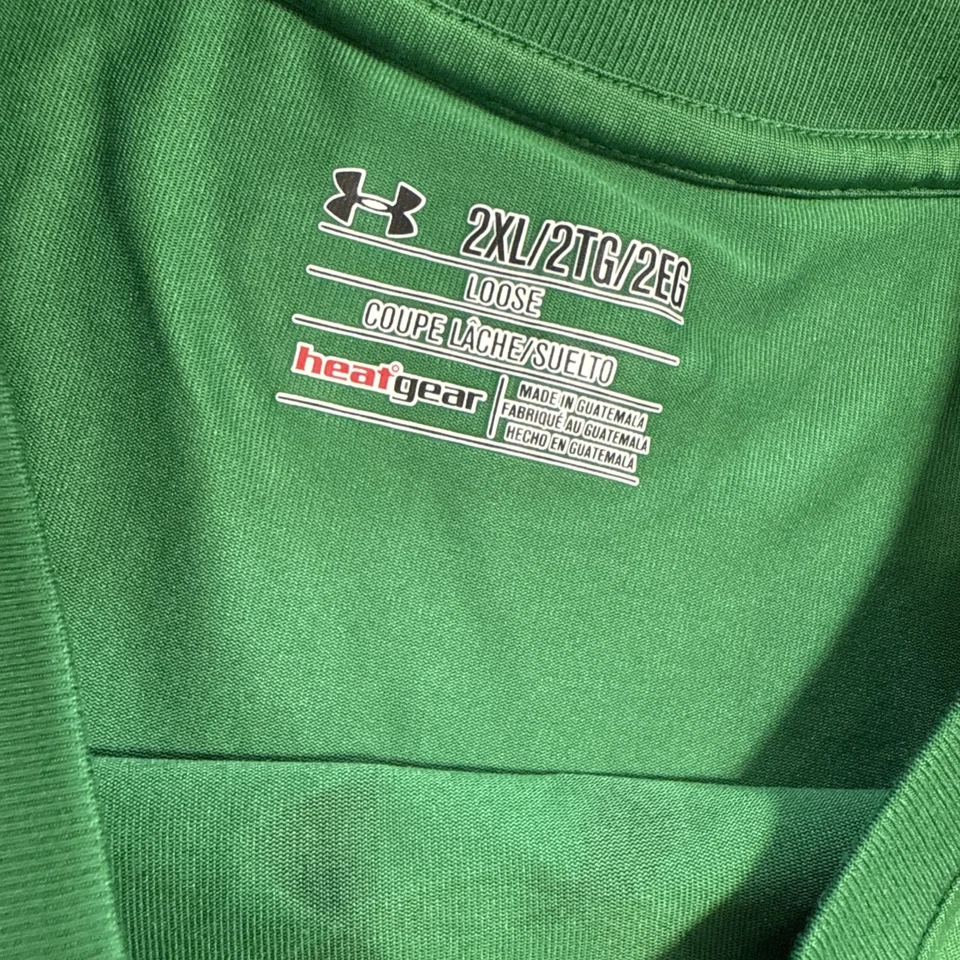 2XL/2TG/2EG
LOOSE
COUPE LÂCHE/SUELTO
heatgear
MADE IN GUATEMALA
FABRIQUÉ AU GUATEMALA
HECHO EN GUATEMALA